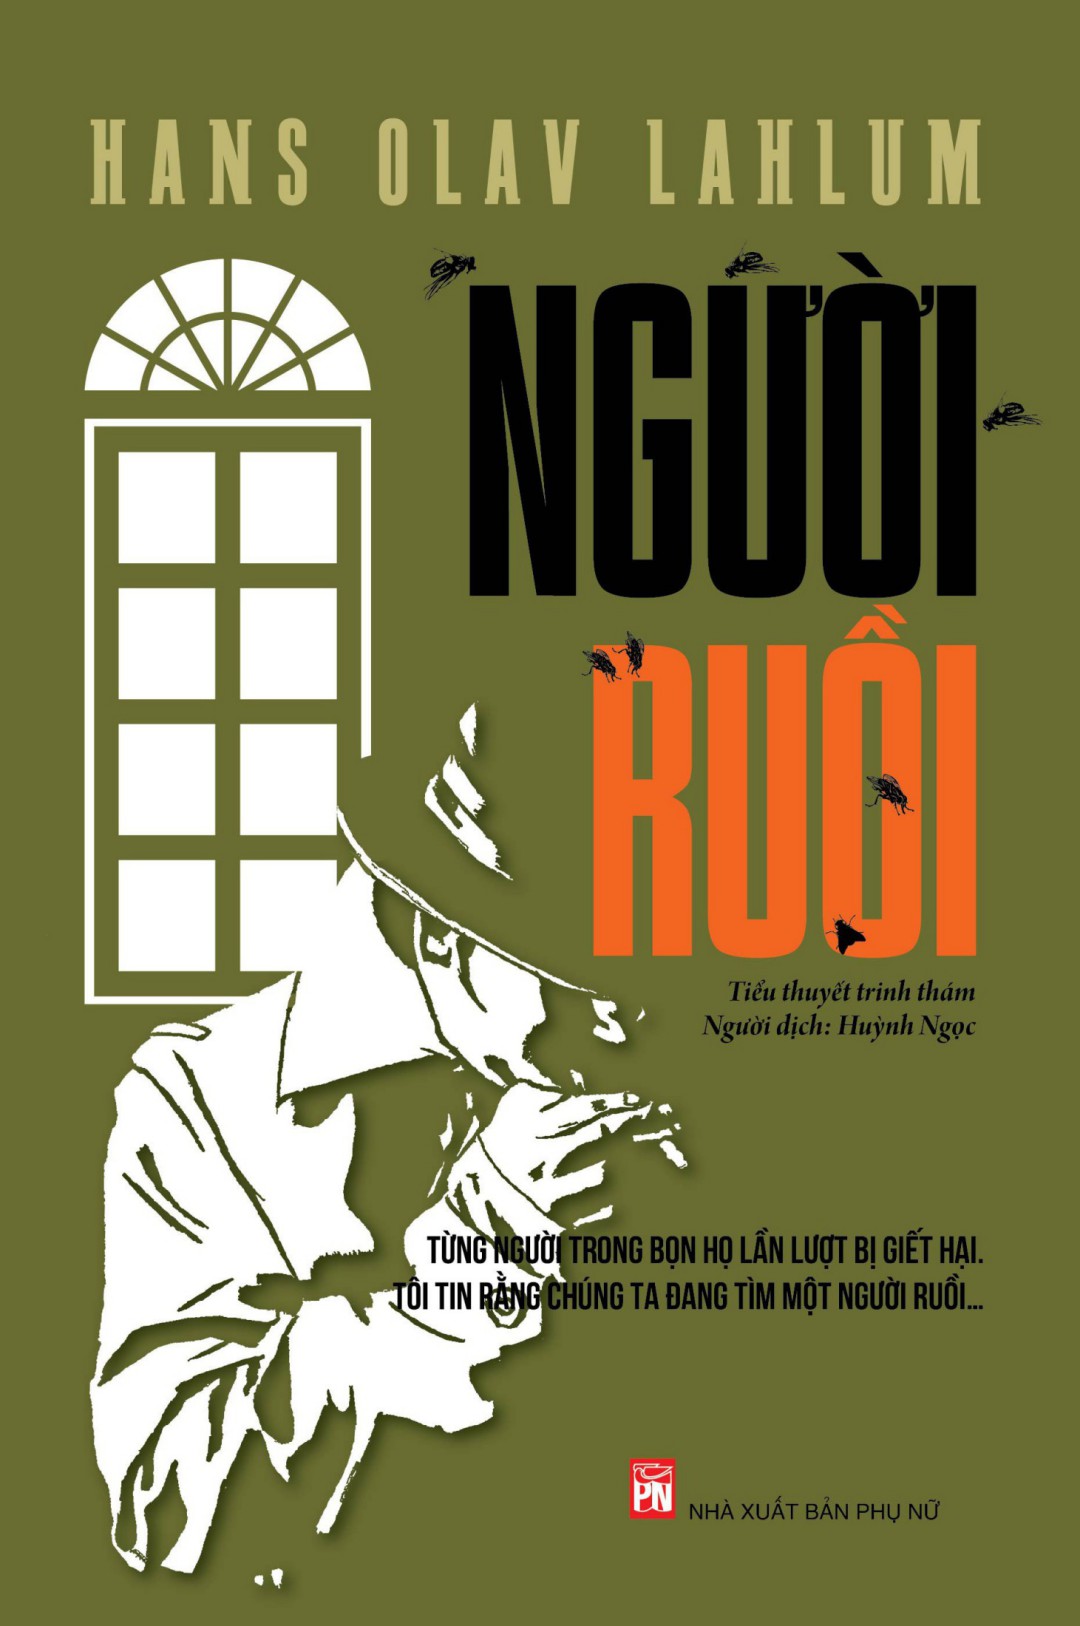 HANS OLAV LAHLUM
NGƯỜI
RUỒI
Tiểu thuyết trinh thám
Người dịch: Huỳnh Ngọc
TỪNG NGƯỜI TRONG BỌN HỌ LẦN LƯỢT BỊ GIẾT HẠI.
TÔI TIN RẰNG CHÚNG TA ĐANG TÌM MỘT NGƯỜI RUỒI...
PN
NHÀ XUẤT BẢN PHỤ NỮ